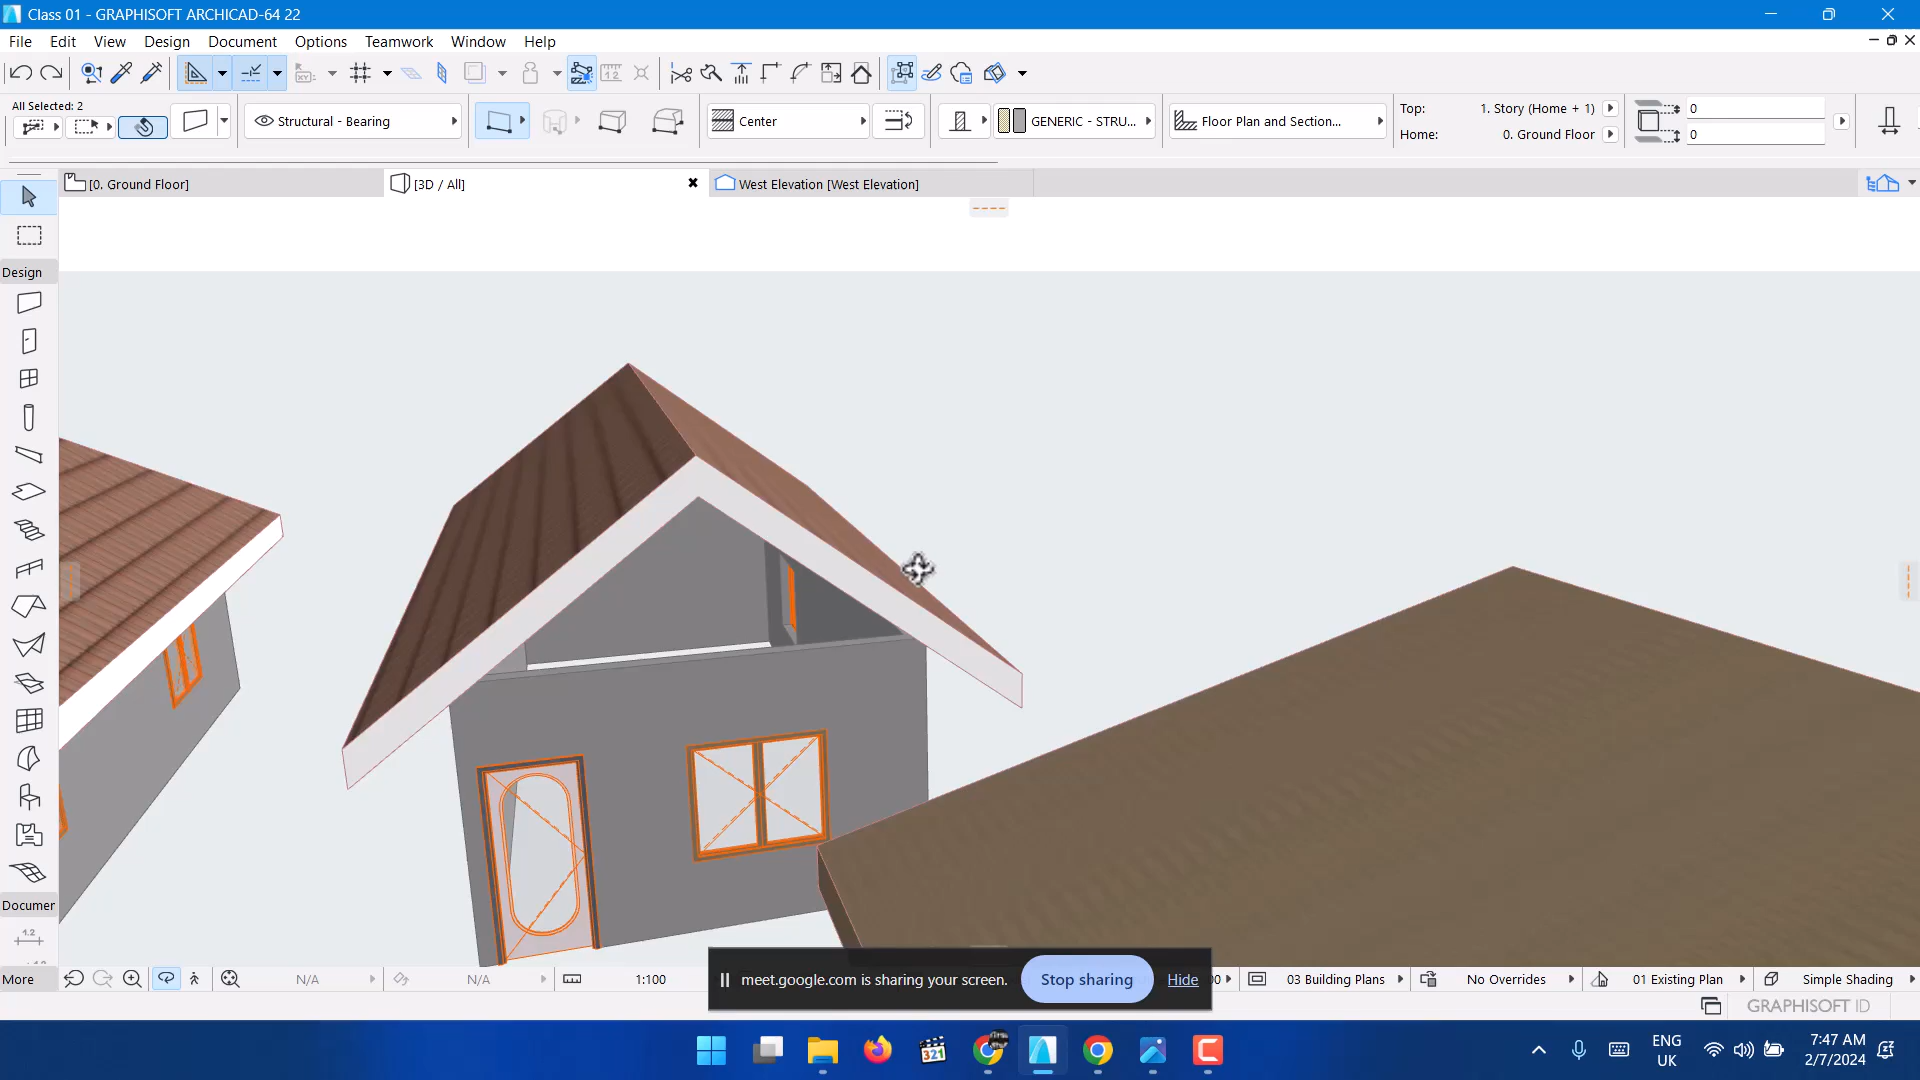 Class 01 - GRAPHISOFT ARCHICAD-64 22
File Edit View Design Document Options Teamwork Window Help
All Selected: 2
Structural - Bearing
Center
GENERIC - STRU...
Floor Plan and Section...
Top: 1. Story (Home + 1) 0
Home: 0. Ground Floor 0
[0. Ground Floor]
[3D / All]
West Elevation [West Elevation]
Design
Documer
1.2
More
N/A
N/A
1:100
meet.google.com is sharing your screen.
Stop sharing
Hide
03 Building Plans
No Overrides
01 Existing Plan
Simple Shading
GRAPHISOFT ID
321
ENG
UK
7:47 AM
2/7/2024